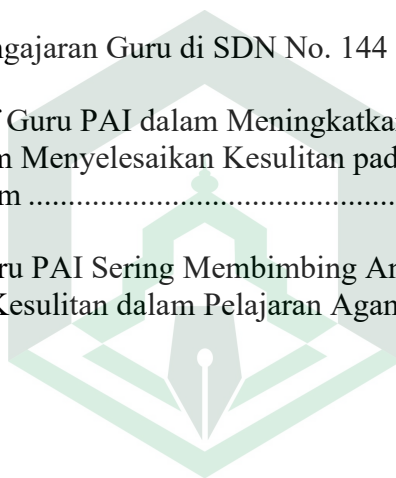 ngajaran Guru di SDN No. 144
Guru PAI dalam Meningkatkan
Menyelesaikan Kesulitan pad
m ..........................................
ru PAI Sering Membimbing An
Kesulitan dalam Pelajaran Agan